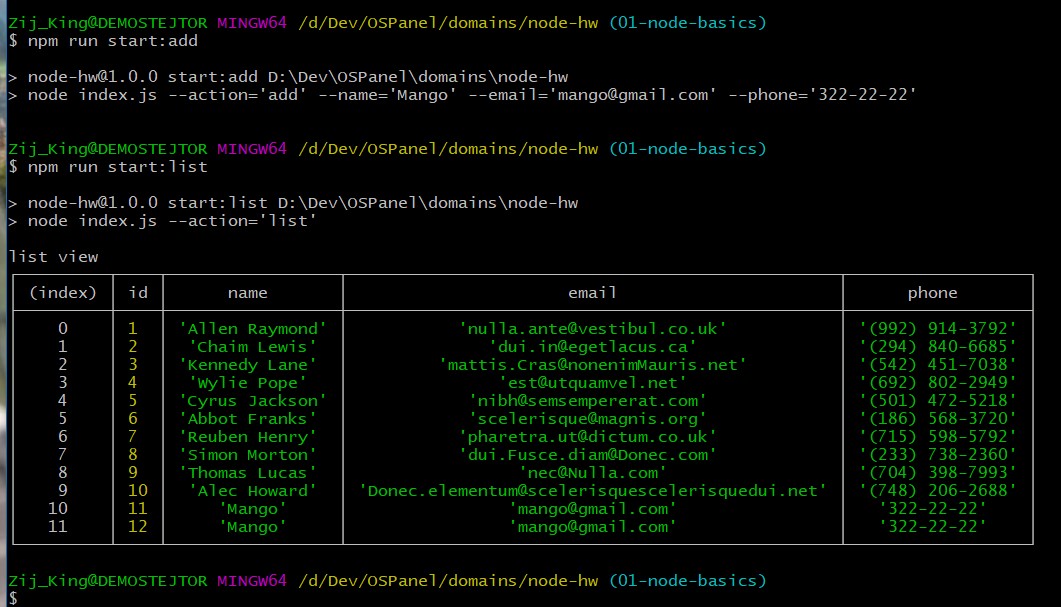 Zij_King@DEMOSTEJTOR MINGW64 /d/Dev/OSPanel/domains/node-hw (01-node-basics)
$ npm run start:add
> node-hw@1.0.0 start:add D:\Dev\OSPanel\domains\node-hw
> node index.js --action='add' --name='Mango' --email='mango@gmail.com' --phone='322-22-22'
Zij_King@DEMOSTEJTOR MINGW64 /d/Dev/OSPanel/domains/node-hw (01-node-basics)
$ npm run start:list
> node-hw@1.0.0 start:list D:\Dev\OSPanel\domains\node-hw
> node index.js --action='list'
list view
(index) id name email phone
0 1 'Allen Raymond' 'nulla.ante@vestibul.co.uk' '(992) 914-3792'
1 2 'Chaim Lewis' 'dui.in@egetlacus.ca' '(294) 840-6685'
2 3 'Kennedy Lane' 'mattis.Cras@nonenimMauris.net' '(542) 451-7038'
3 4 'Wylie Pope' 'est@utquamvel.net' '(692) 802-2949'
4 5 'Cyrus Jackson' 'nibh@semsempererat.com' '(501) 472-5218'
5 6 'Abbot Franks' 'scelerisque@magnis.org' '(186) 568-3720'
6 7 'Reuben Henry' 'pharetra.ut@dictum.co.uk' '(715) 598-5792'
7 8 'Simon Morton' 'dui.Fusce.diam@Donec.com' '(233) 738-2360'
8 9 'Thomas Lucas' 'nec@Nulla.com' '(704) 398-7993'
9 10 'Alec Howard' 'Donec.elementum@scelerisquescelerisquedui.net' '(748) 206-2688'
10 11 'Mango' 'mango@gmail.com' '322-22-22'
11 12 'Mango' 'mango@gmail.com' '322-22-22'
Zij_King@DEMOSTEJTOR MINGW64 /d/Dev/OSPanel/domains/node-hw (01-node-basics)
$